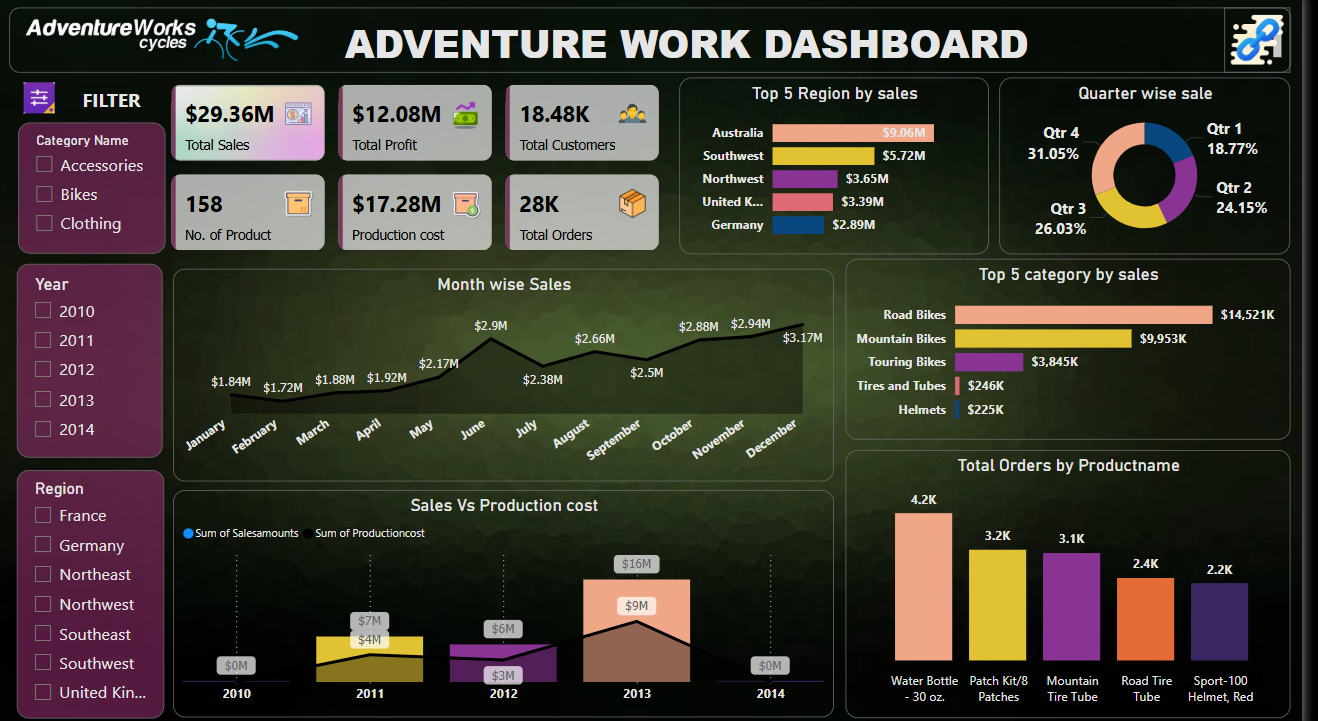 AdventureWorks
cycles
ADVENTURE WORK DASHBOARD
FILTER
Category Name
Accessories
Bikes
Clothing
Year
2010
2011
2012
2013
2014
Region
France
Germany
Northeast
Northwest
Southeast
Southwest
United Kin...
$29.36M
Total Sales
$12.08M
Total Profit
18.48K
Total Customers
158
No. of Product
$17.28M
Production cost
28K
Total Orders
Top 5 Region by sales
Australia $9.06M
Southwest $5.72M
Northwest $3.65M
United K... $3.39M
Germany $2.89M
Quarter wise sale
Qtr 1
18.77%
Qtr 2
24.15%
Qtr 3
26.03%
Qtr 4
31.05%
Month wise Sales
$1.84M
$1.72M
$1.88M
$1.92M
$2.17M
$2.9M
$2.38M
$2.66M
$2.5M
$2.88M
$2.94M
$3.17M
January
February
March
April
May
June
July
August
September
October
November
December
Top 5 category by sales
Road Bikes $14,521K
Mountain Bikes $9,953K
Touring Bikes $3,845K
Tires and Tubes $246K
Helmets $225K
Sales Vs Production cost
Sum of Salesamounts Sum of Productioncost
$0M
$7M
$4M
$6M
$3M
$16M
$9M
$0M
2010 2011 2012 2013 2014
Total Orders by Productname
4.2K
3.2K
3.1K
2.4K
2.2K
Water Bottle
- 30 oz.
Patch Kit/8
Patches
Mountain
Tire Tube
Road Tire
Tube
Sport-100
Helmet, Red